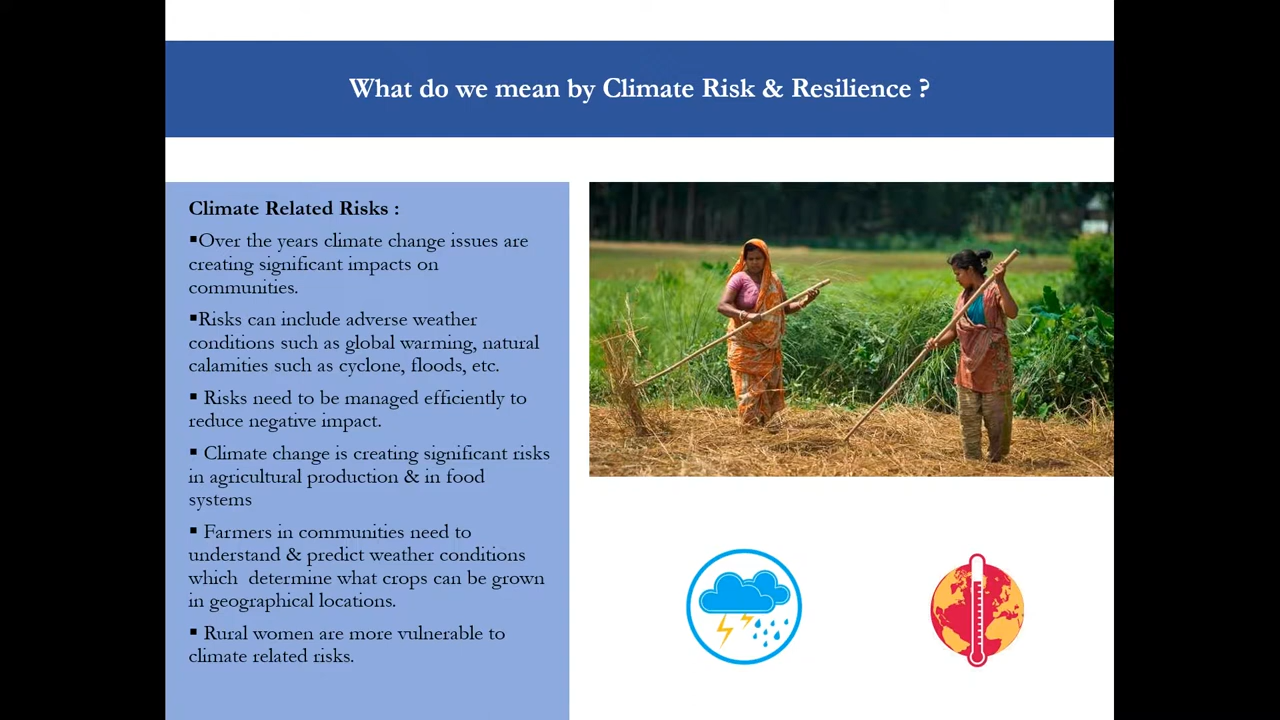 What do we mean by Climate Risk & Resilience ?
Climate Related Risks :
▪Over the years climate change issues are
creating significant impacts on
communities.
▪Risks can include adverse weather
conditions such as global warming, natural
calamities such as cyclone, floods, etc.
▪ Risks need to be managed efficiently to
reduce negative impact.
▪ Climate change is creating significant risks
in agricultural production & in food
systems
▪ Farmers in communities need to
understand & predict weather conditions
which  determine what crops can be grown
in geographical locations.
▪ Rural women are more vulnerable to
climate related risks.